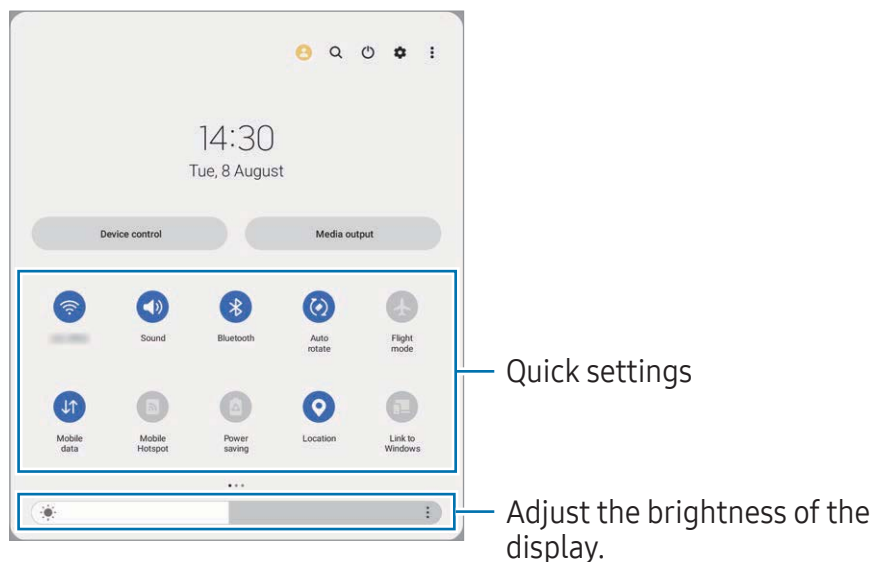 14:30
Tue, 8 August
Device control
Media output
Sound
Bluetooth
Auto
rotate
Flight
mode
Mobile
data
Mobile
Hotspot
Power
saving
Location
Link to
Windows
Quick settings
Adjust the brightness of the
display.